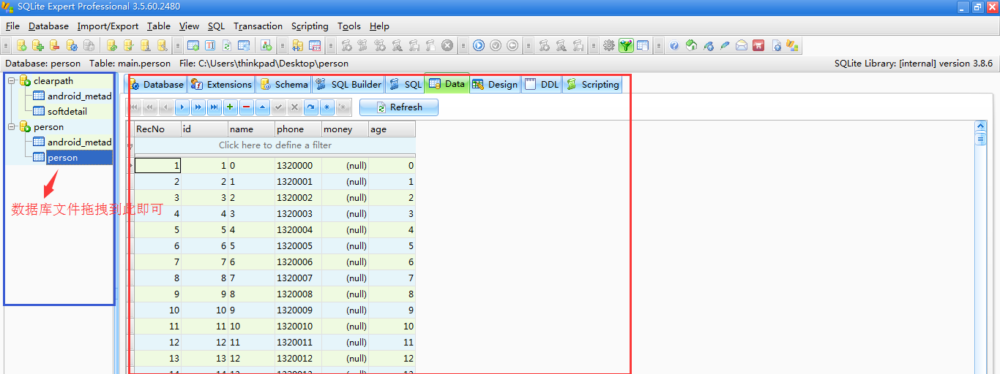 SQLite Expert Professional 3.5.60.2480
File Database Import/Export Table View SQL Transaction Scripting Tools Help
Database: person Table: main.person File: C:\Users\thinkpad\Desktop\person SQLite Library: [internal] version 3.8.6
clearpath
android_metad
softdetail
person
android_metad
person
数据库文件拖拽到此即可
Database Extensions Schema SQL Builder SQL Data Design DDL Scripting
Refresh
RecNo id name phone money age
Click here to define a filter
1 1 0 1320000 (null) 0
2 2 1 1320001 (null) 1
3 3 2 1320002 (null) 2
4 4 3 1320003 (null) 3
5 5 4 1320004 (null) 4
6 6 5 1320005 (null) 5
7 7 6 1320006 (null) 6
8 8 7 1320007 (null) 7
9 9 8 1320008 (null) 8
10 10 9 1320009 (null) 9
11 11 10 1320010 (null) 10
12 12 11 1320011 (null) 11
13 13 12 1320012 (null) 12